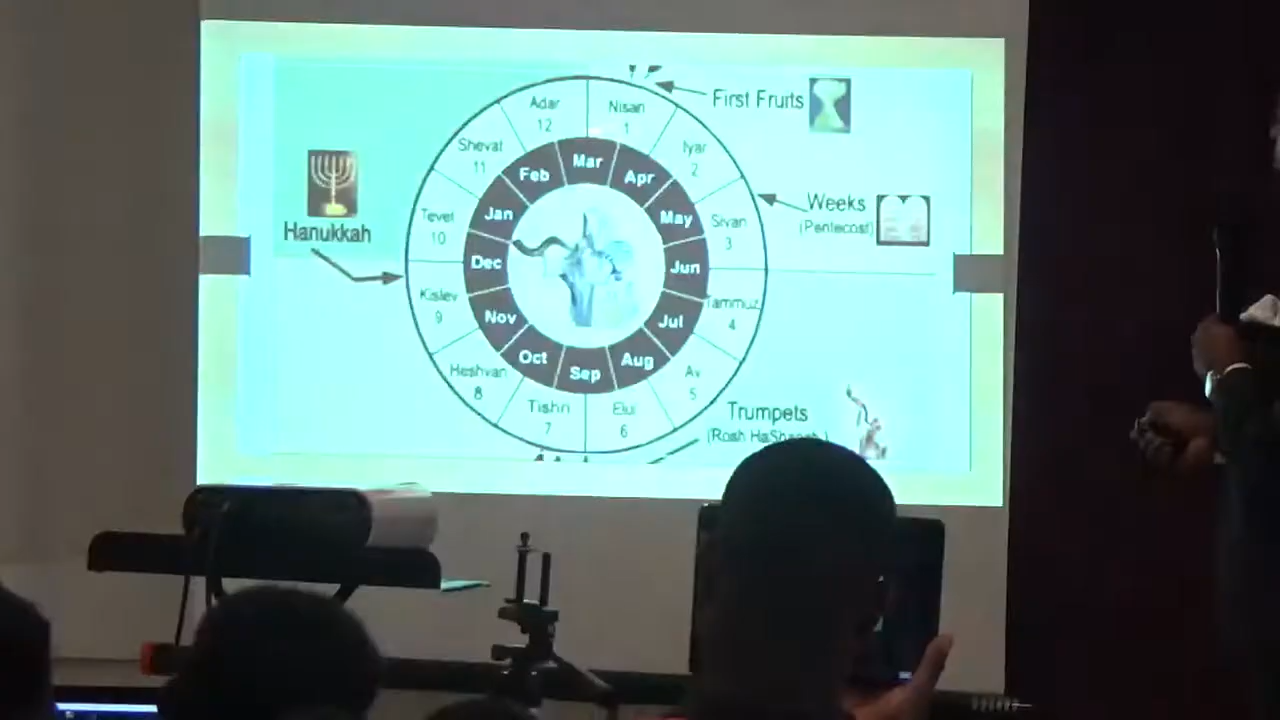 First Fruits
Adar
12
Nisan
1
Shevat
11
Iyar
2
Mar
Feb
Apr
Weeks
(Pentecost)
Tevet
10
Jan
May
Sivan
3
Hanukkah
Dec
Jun
Kislev
9
Tammuz
4
Nov
Jul
Oct
Aug
Sep
Heshvan
8
Av
5
Tishri
7
Elul
6
Trumpets
(Rosh HaShanah)